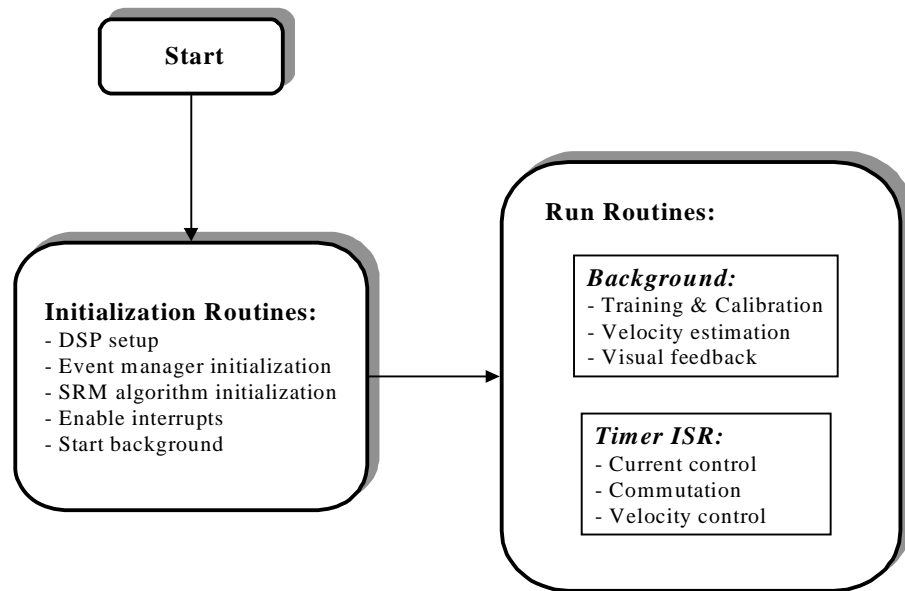 Start
Initialization Routines:
- DSP setup
- Event manager initialization
- SRM algorithm initialization
- Enable interrupts
- Start background
Run Routines:
Background:
- Training & Calibration
- Velocity estimation
- Visual feedback
Timer ISR:
- Current control
- Commutation
- Velocity control